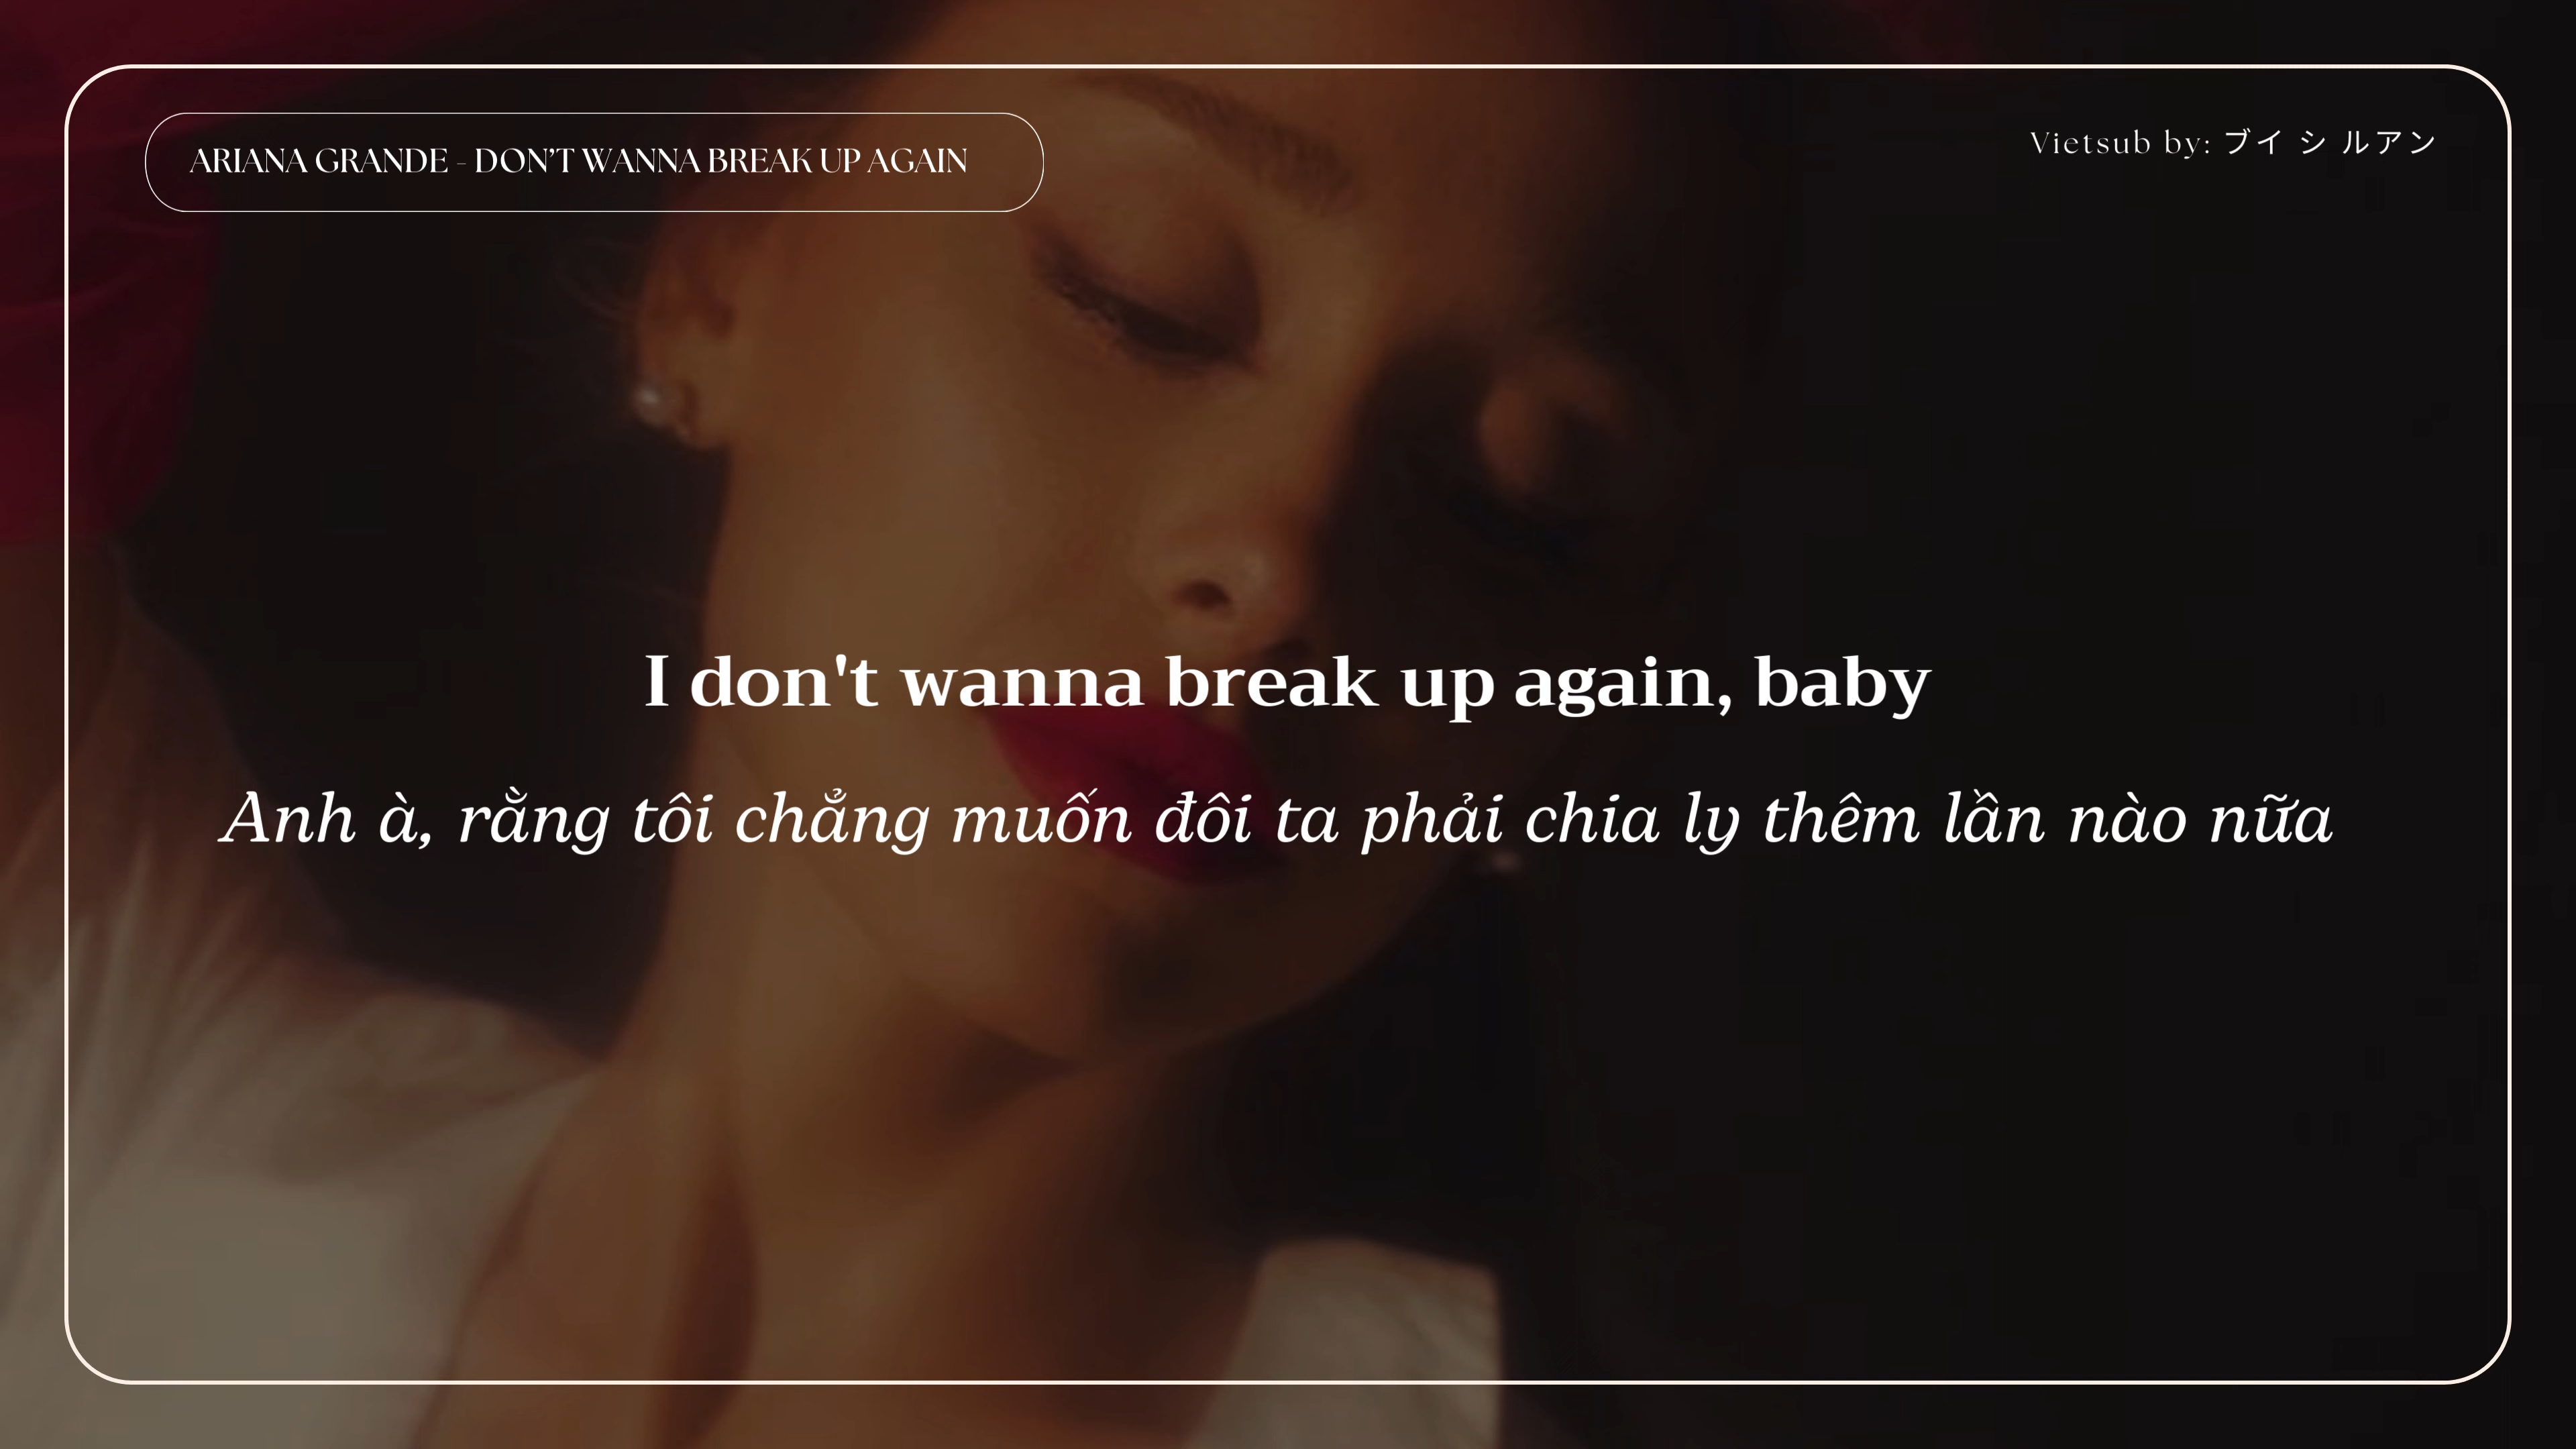 ARIANA GRANDE - DON'T WANNA BREAK UP AGAIN
Vietsub by: ブイ シ ルアン
I don't wanna break up again, baby
Anh à, rằng tôi chẳng muốn đôi ta phải chia ly thêm lần nào nữa